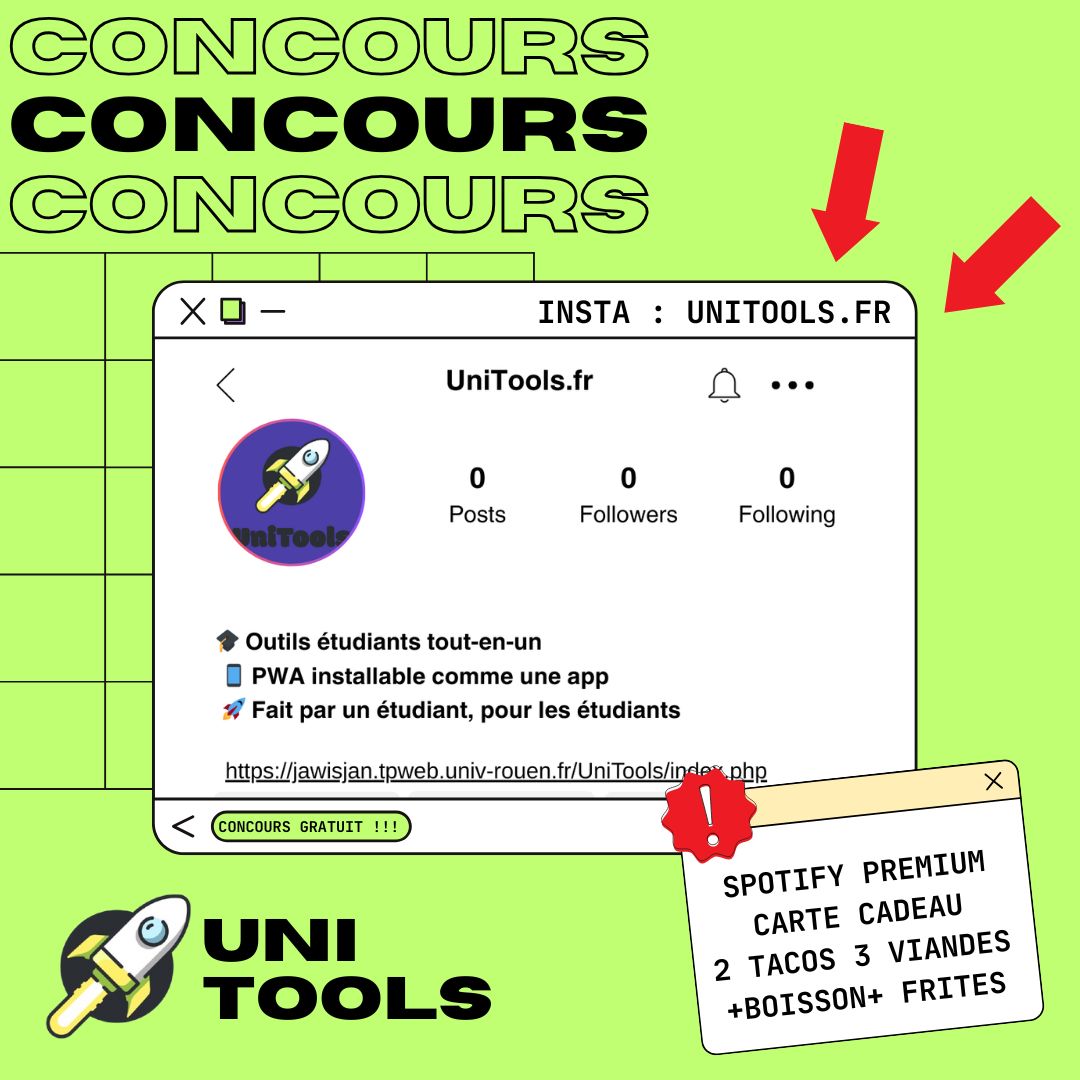 CONCOURS
CONCOURS
CONCOURS
INSTA : UNITOOLS.FR
UniTools.fr
0
0
0
Posts
Followers
Following
UniTools
🎓 Outils étudiants tout-en-un
📱 PWA installable comme une app
🚀 Fait par un étudiant, pour les étudiants
https://jawisjan.tpweb.univ-rouen.fr/UniTools/index.php
CONCOURS GRATUIT !!!
SPOTIFY PREMIUM
CARTE CADEAU
2 TACOS 3 VIANDES
+BOISSON+ FRITES
UNI
TOOLS